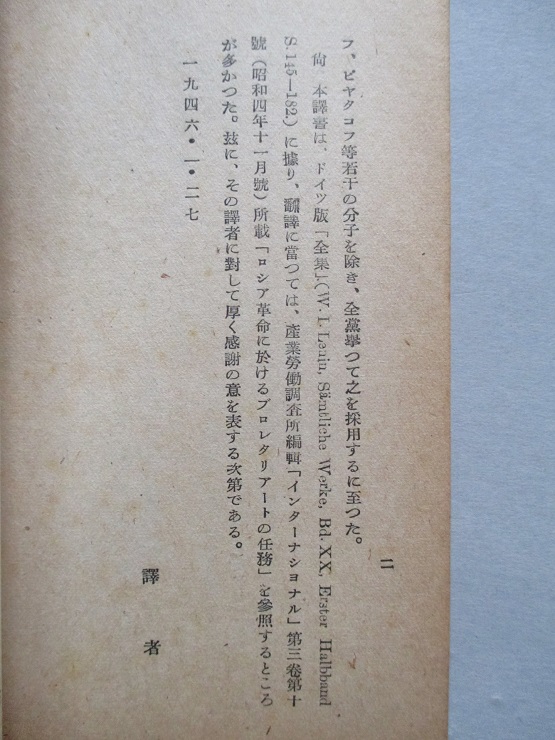 フ、ピヤタコフ等若干の分子を除き、全黨擧つて之を採用するに至つた。
尙、本譯書は、ドイツ版「全集」(W. I. Lenin, Sämtliche Werke, Bd. XX, Erster Halbband
S. 145—182.) に據り、飜譯に當つては、產業勞働調査所編輯「インターナシヨナル」第三卷第十
號(昭和四年十一月號)所載「ロシア革命に於けるプロレタリアートの任務」を參照するところ
が多かつた。玆に、その譯者に對して厚く感謝の意を表する次第である。
一九四六・一・二七
譯者
二